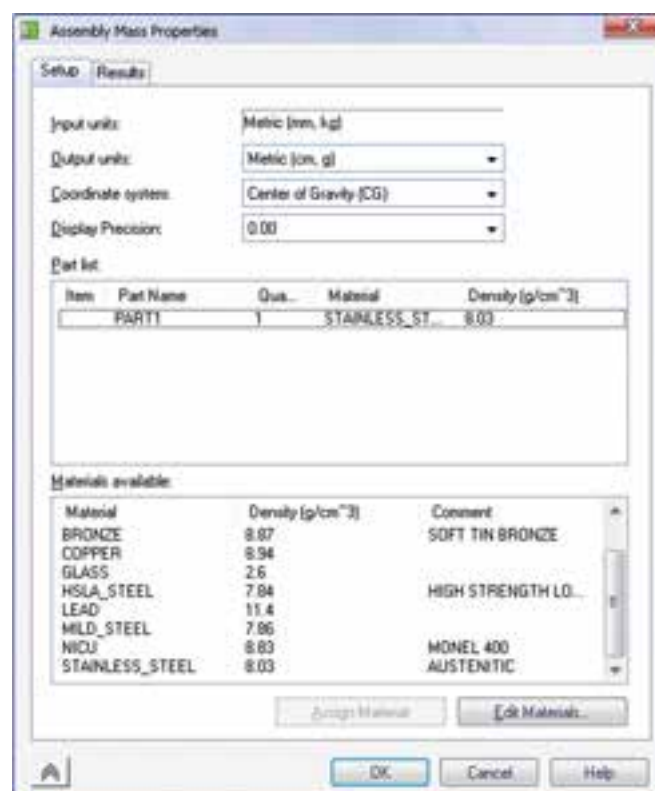 Assembly Mass Properties
Setup Results
Input units: Metric (mm, kg)
Output units: Metric (cm, g)
Coordinate system: Center of Gravity (CG)
Display Precision: 0.00
Part list:
Item Part Name Qua... Material Density (g/cm^3)
PART1 1 STAINLESS_ST... 8.03
Materials available:
Material Density (g/cm^3) Comment
BRONZE 8.87 SOFT TIN BRONZE
COPPER 8.94
GLASS 2.6
HSLA_STEEL 7.84 HIGH STRENGTH LO...
LEAD 11.4
MILD_STEEL 7.86
NICU 8.83 MONEL 400
STAINLESS_STEEL 8.03 AUSTENITIC
Assign Material Edit Materials...
OK Cancel Help